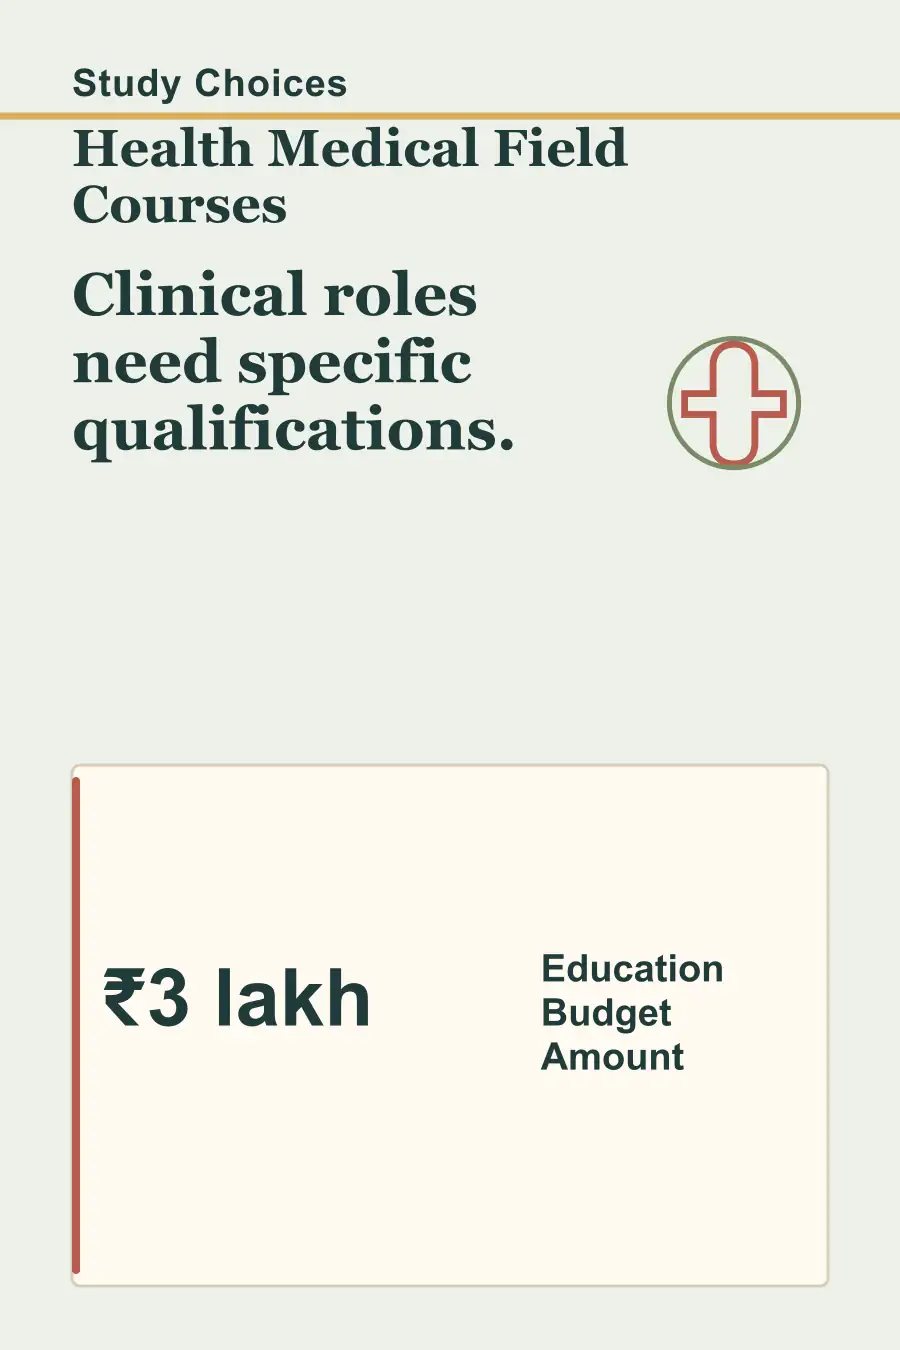 Study Choices
Health Medical Field
Courses
Clinical roles
need specific
qualifications.
₹3 lakh
Education
Budget
Amount